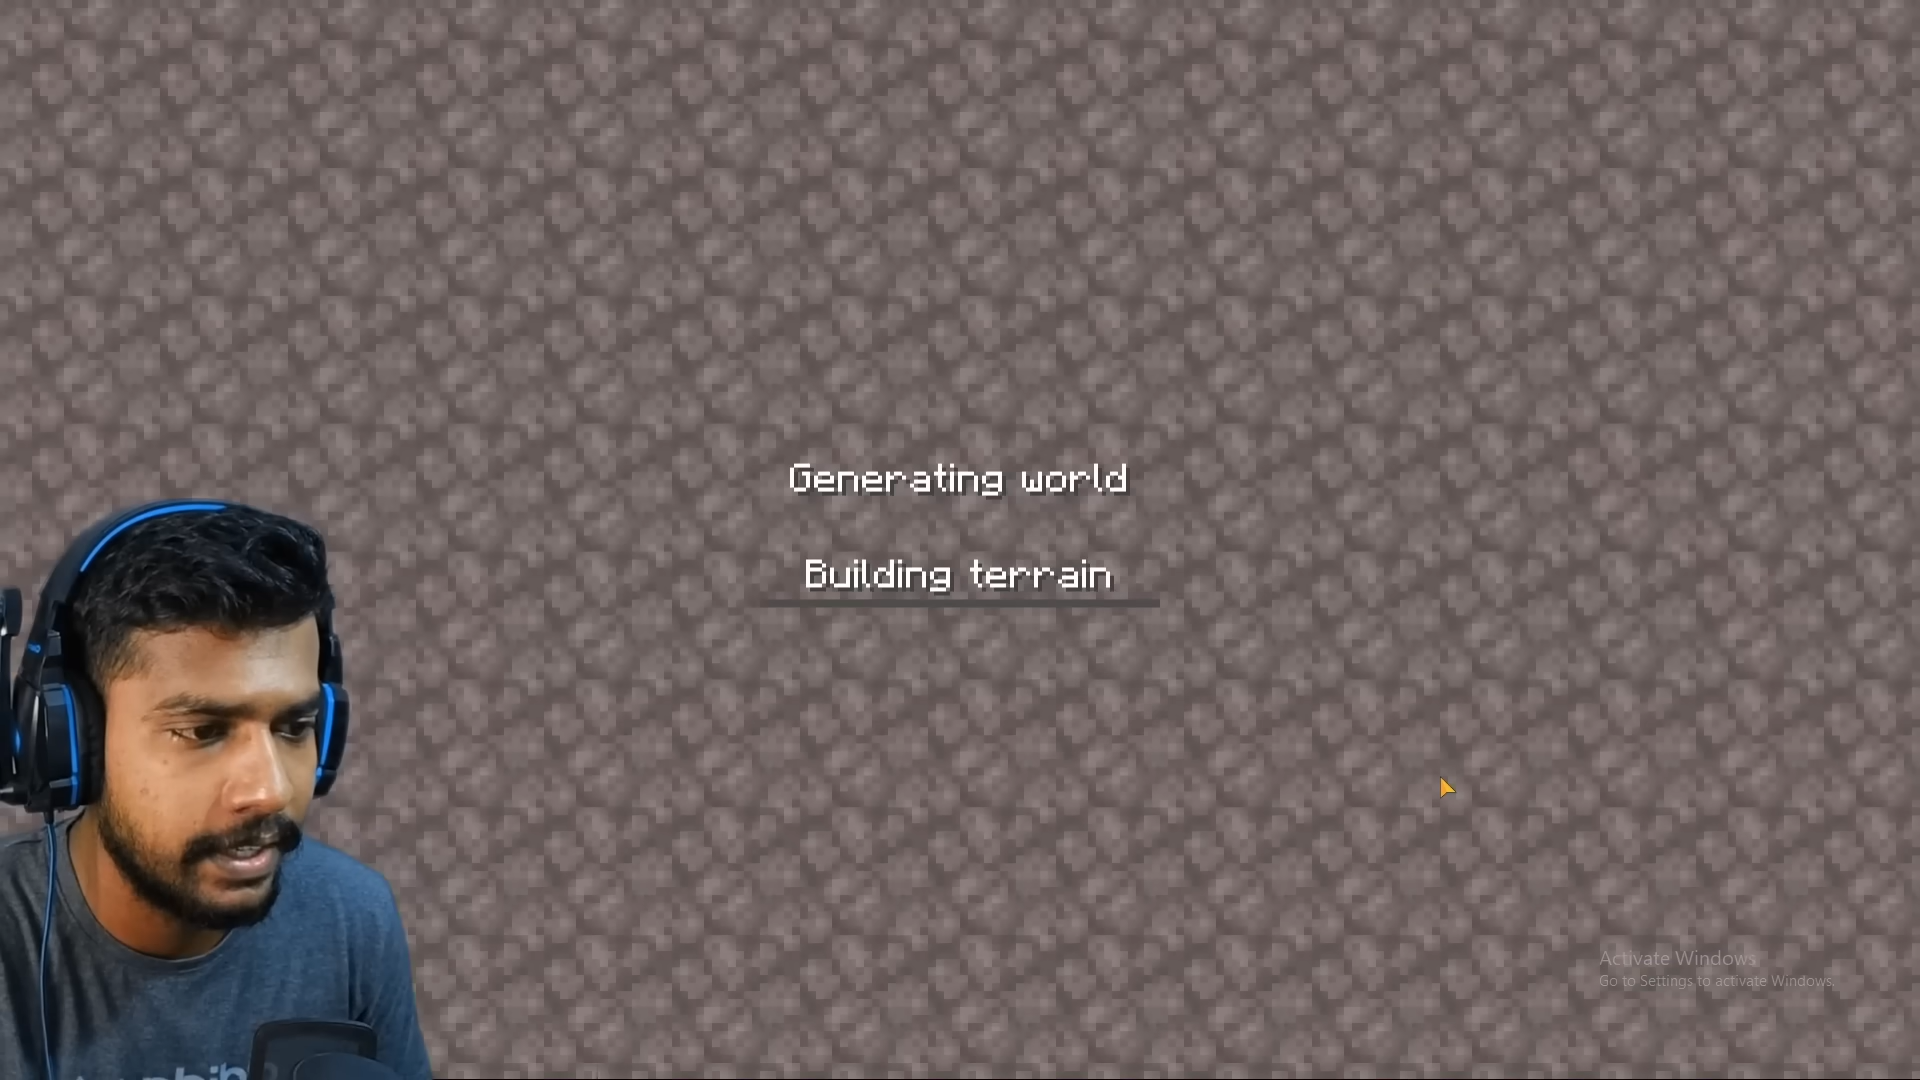 Generating world
Building terrain
Activate Windows
Go to Settings to activate Windows.